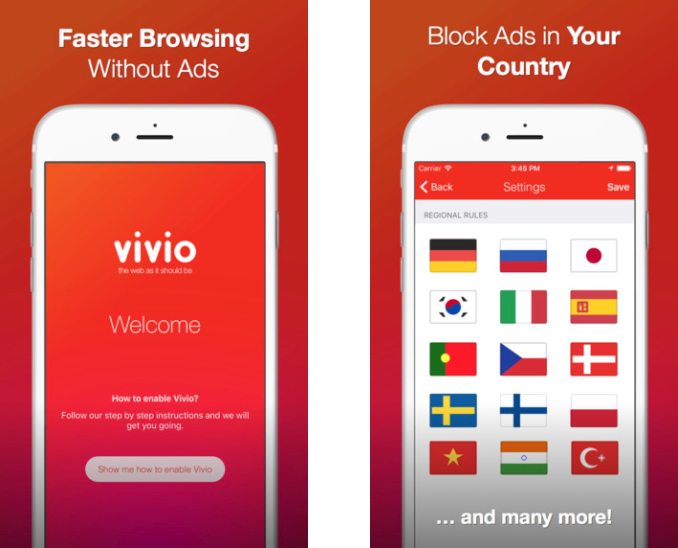 Faster Browsing
Without Ads
vivio
the web as it should be
Welcome
How to enable Vivio?
Follow our step by step instructions and we will
get you going.
Show me how to enable Vivio
Block Ads in Your
Country
Carrier 3:45 PM
Back Settings Save
REGIONAL RULES
... and many more!